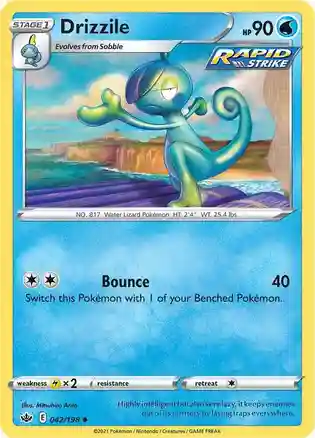 STAGE 1
Drizzile
HP 90
Evolves from Sobble
RAPID
STRIKE
NO. 817 Water Lizard Pokémon HT: 2'4" WT: 25.4 lbs
Bounce 40
Switch this Pokémon with 1 of your Benched Pokémon.
weakness ×2 resistance retreat
Illus. Mitsuhiro Arita
Highly intelligent but also very lazy, it keeps enemies
out of its territory by laying traps everywhere.
E 042/198
©2021 Pokémon / Nintendo / Creatures / GAME FREAK